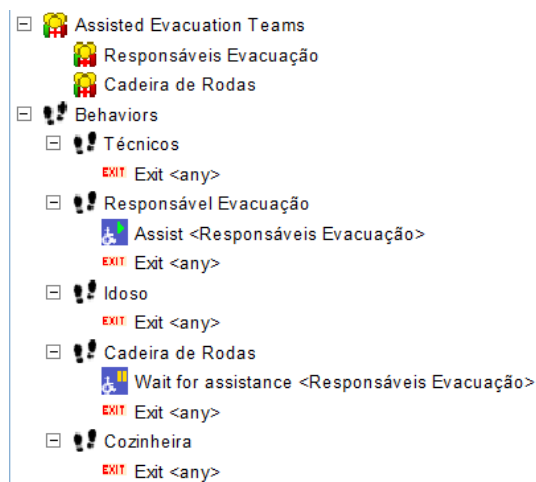 Assisted Evacuation Teams
Responsáveis Evacuação
Cadeira de Rodas
Behaviors
Técnicos
EXIT Exit <any>
Responsável Evacuação
Assist <Responsáveis Evacuação>
EXIT Exit <any>
Idoso
EXIT Exit <any>
Cadeira de Rodas
Wait for assistance <Responsáveis Evacuação>
EXIT Exit <any>
Cozinheira
EXIT Exit <any>